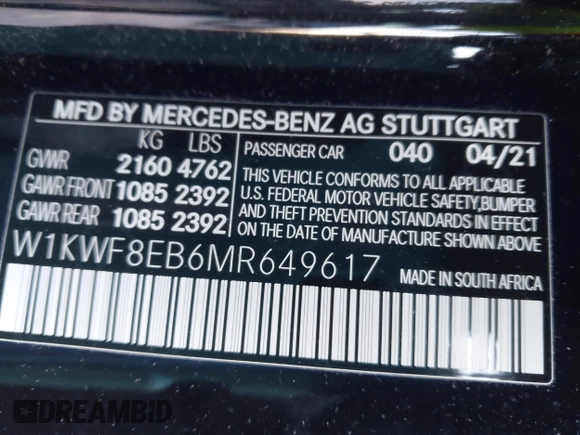 MFD BY MERCEDES-BENZ AG STUTTGART
KG LBS
GVWR 2160 4762
GAWR FRONT 1085 2392
GAWR REAR 1085 2392
PASSENGER CAR 040 04/21
THIS VEHICLE CONFORMS TO ALL APPLICABLE
U.S. FEDERAL MOTOR VEHICLE SAFETY,BUMPER
AND THEFT PREVENTION STANDARDS IN EFFECT
ON THE DATE OF MANUFACTURE SHOWN ABOVE
W1KWF8EB6MR649617
MADE IN SOUTH AFRICA
DREAMBID